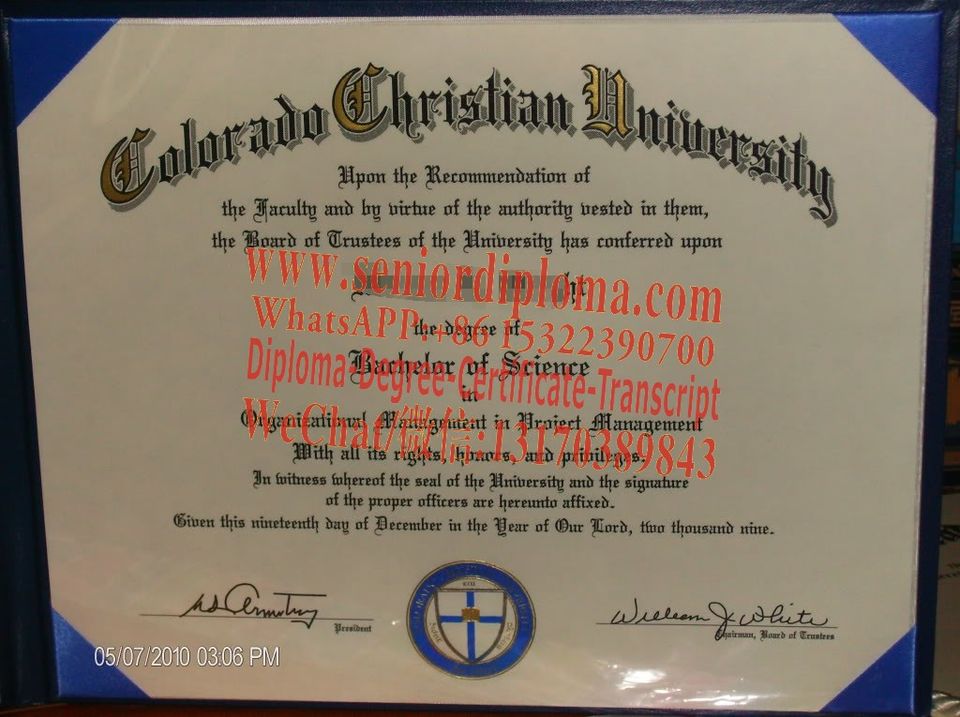 Colorado Christian University
Upon the Recommendation of
the Faculty and by virtue of the authority vested in them,
the Board of Trustees of the University has conferred upon
www.seniordiploma.com
WhatsAPP:+86 15322390700
the degree of
Bachelor of Science
Diploma-Degree-Certificate-Transcript
in
Organizational Management in Project Management
WeChat/微信:13170389843
With all its rights, honors, and privileges.
In witness whereof the seal of the University and the signature
of the proper officers are hereunto affixed.
Given this nineteenth day of December in the Year of Our Lord, two thousand nine.
President
William J. White
Chairman, Board of Trustees
05/07/2010 03:06 PM